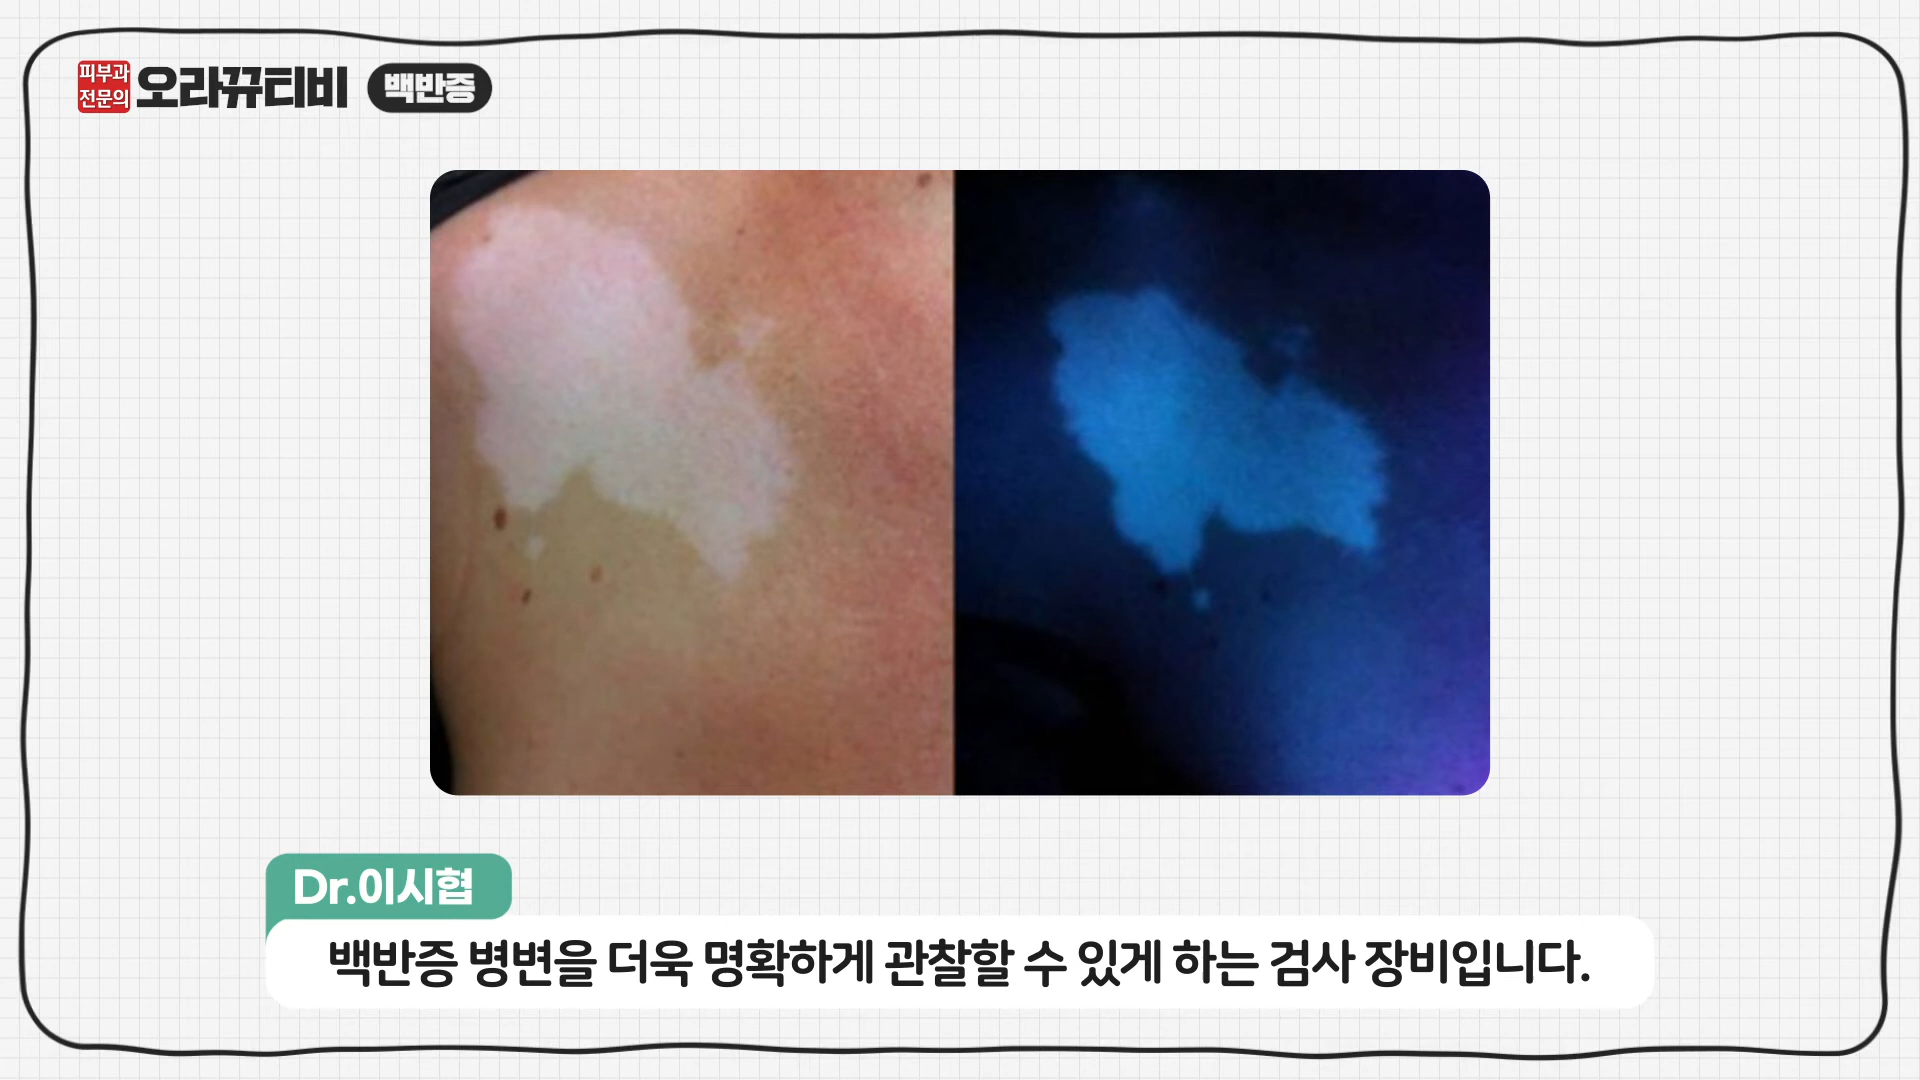 피부과
전문의
오라뀨티비
백반증
Dr.이시협
백반증 병변을 더욱 명확하게 관찰할 수 있게 하는 검사 장비입니다.